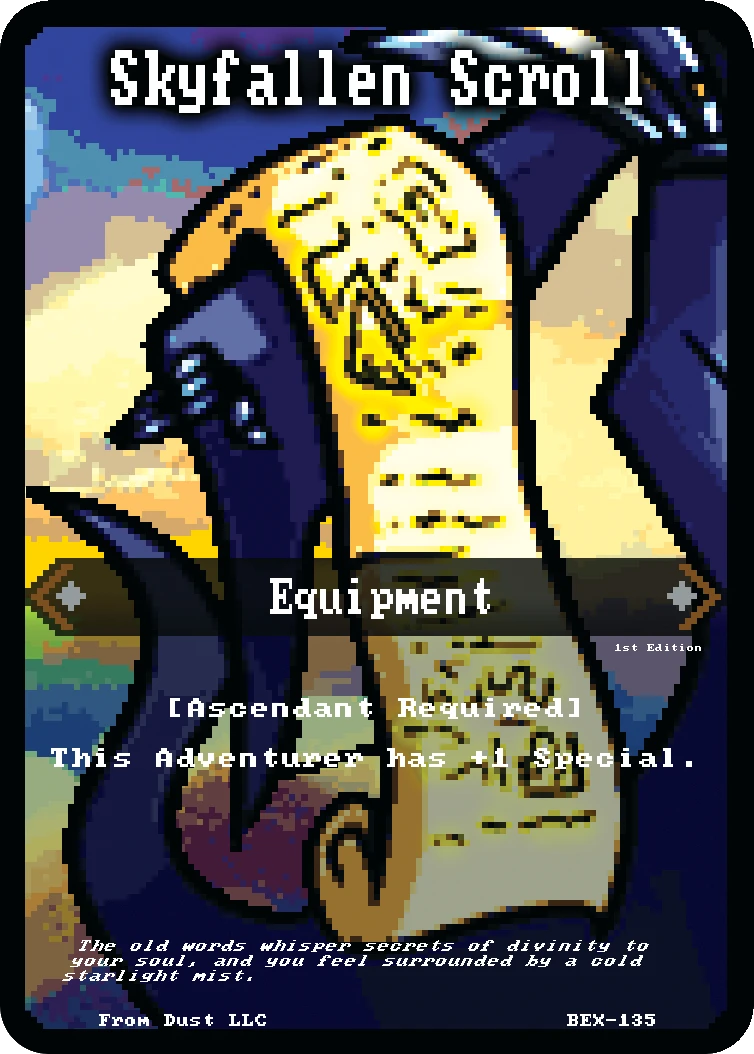 Skyfallen Scroll
Equipment
1st Edition
[Ascendant Required]
This Adventurer has +1 Special.
The old words whisper secrets of divinity to
your soul, and you feel surrounded by a cold
starlight mist.
From Dust LLC
BEX-135